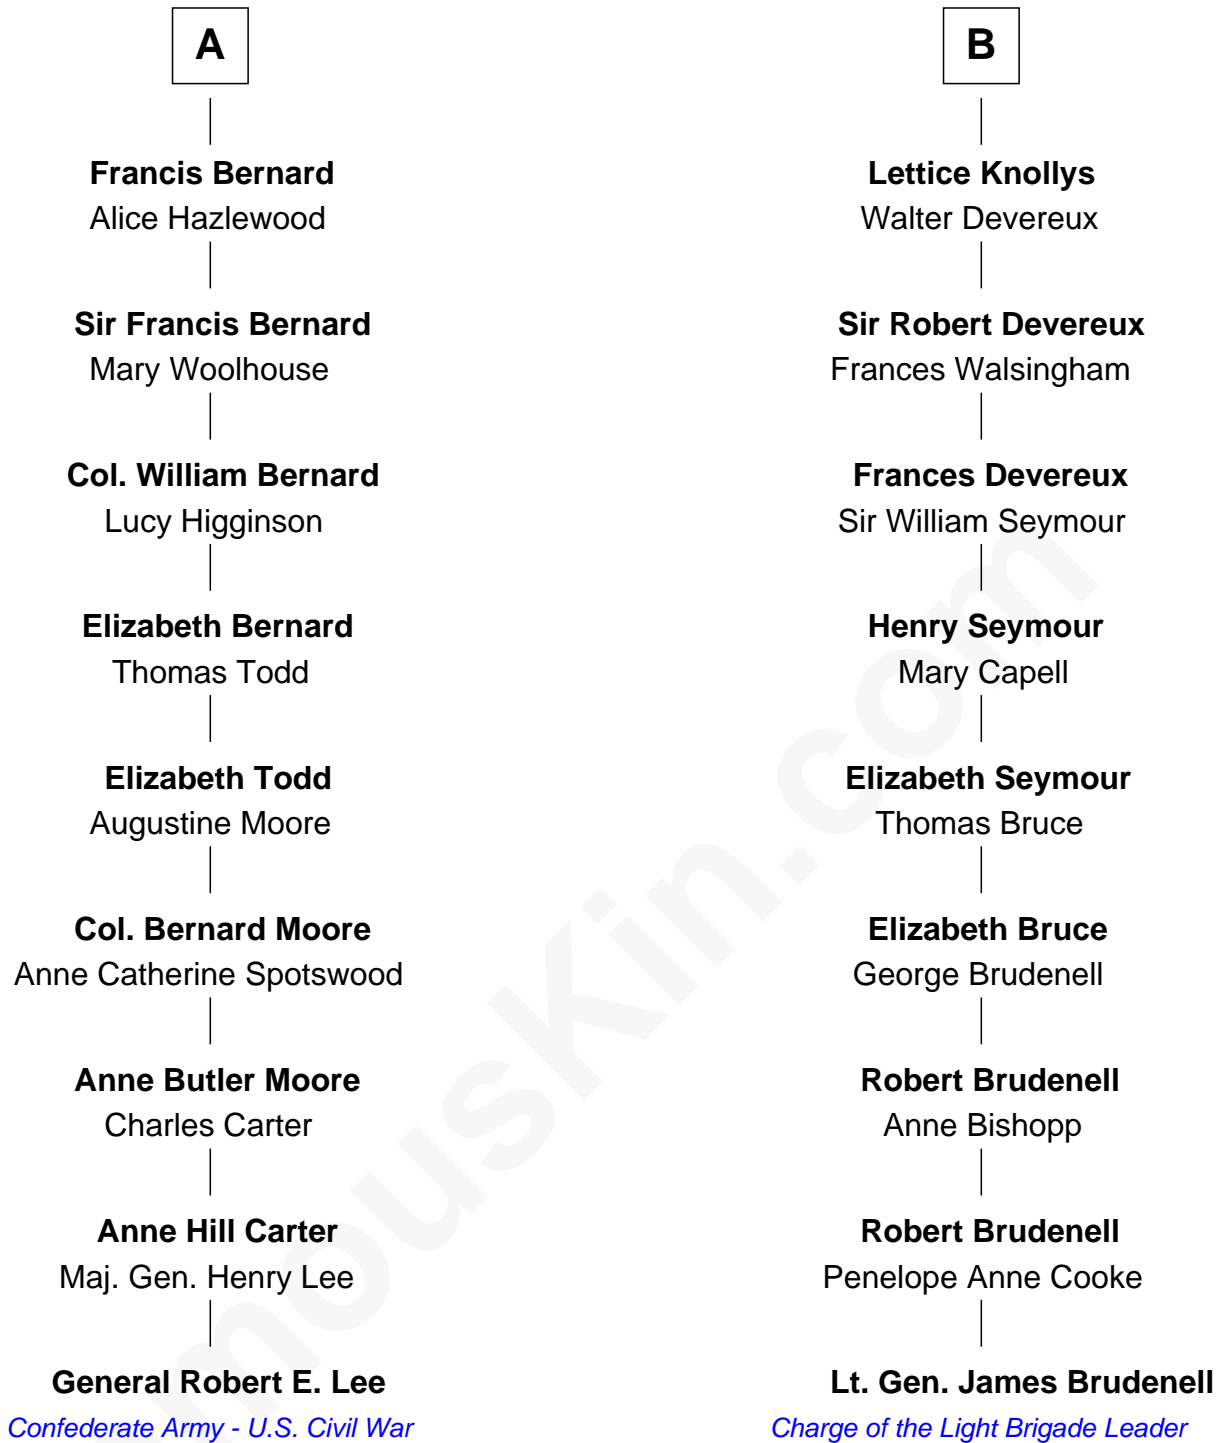 A
Francis Bernard
Alice Hazlewood
Sir Francis Bernard
Mary Woolhouse
Col. William Bernard
Lucy Higginson
Elizabeth Bernard
Thomas Todd
Elizabeth Todd
Augustine Moore
Col. Bernard Moore
Anne Catherine Spotswood
Anne Butler Moore
Charles Carter
Anne Hill Carter
Maj. Gen. Henry Lee
General Robert E. Lee
Confederate Army - U.S. Civil War
B
Lettice Knollys
Walter Devereux
Sir Robert Devereux
Frances Walsingham
Frances Devereux
Sir William Seymour
Henry Seymour
Mary Capell
Elizabeth Seymour
Thomas Bruce
Elizabeth Bruce
George Brudenell
Robert Brudenell
Anne Bishopp
Robert Brudenell
Penelope Anne Cooke
Lt. Gen. James Brudenell
Charge of the Light Brigade Leader
mousKin.com